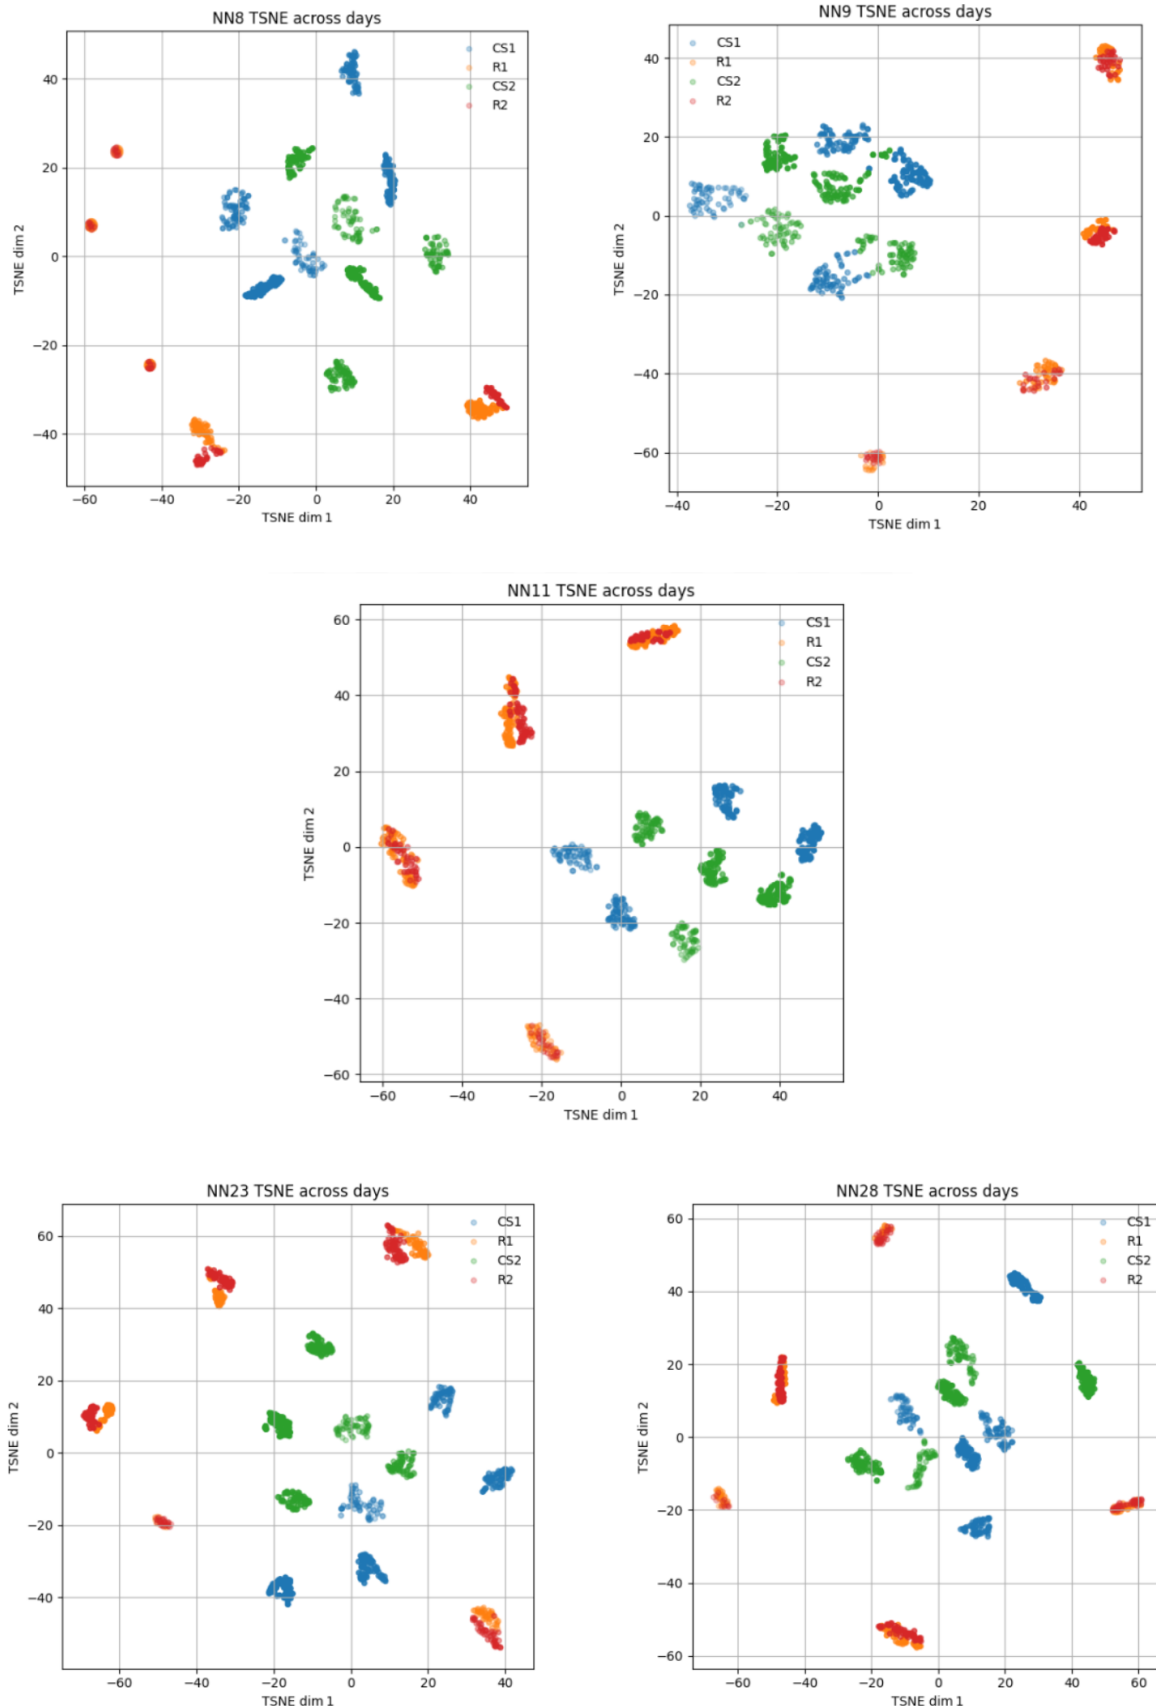 NN8 TSNE across days
CS1
R1
CS2
R2
TSNE dim 2
40
20
0
−20
−40
−60 −40 −20 0 20 40
TSNE dim 1
NN9 TSNE across days
CS1
R1
CS2
R2
TSNE dim 2
40
20
0
−20
−40
−60
−40 −20 0 20 40
TSNE dim 1
NN11 TSNE across days
CS1
R1
CS2
R2
TSNE dim 2
60
40
20
0
−20
−40
−60
−60 −40 −20 0 20 40
TSNE dim 1
NN23 TSNE across days
CS1
R1
CS2
R2
TSNE dim 2
60
40
20
0
−20
−40
−60 −40 −20 0 20 40
TSNE dim 1
NN28 TSNE across days
CS1
R1
CS2
R2
TSNE dim 2
60
40
20
0
−20
−40
−60
−60 −40 −20 0 20 40 60
TSNE dim 1